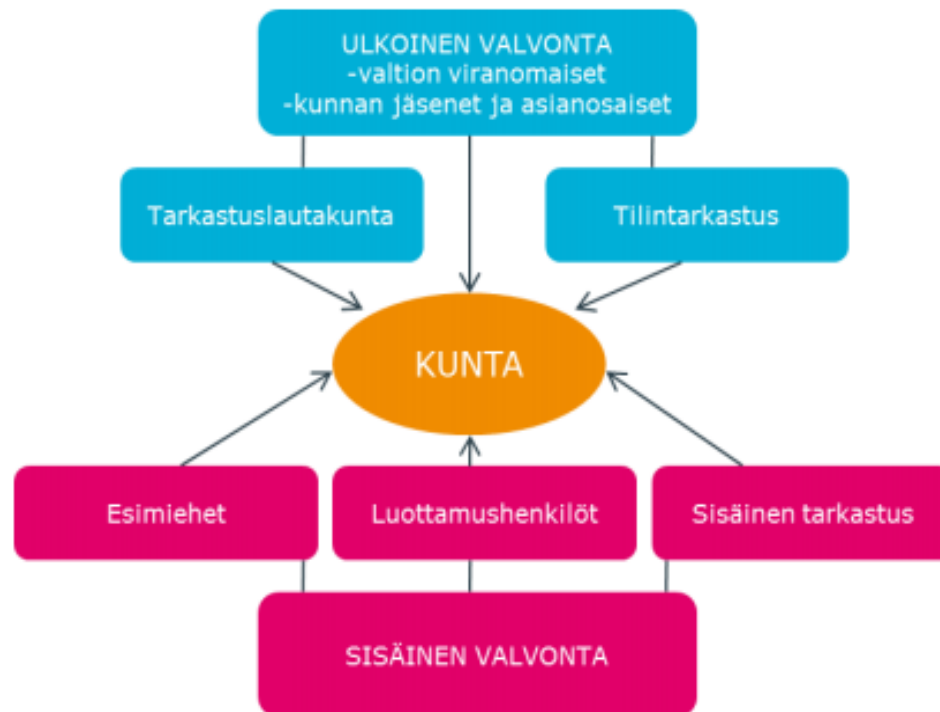 ULKOINEN VALVONTA
-valtion viranomaiset
-kunnan jäsenet ja asianosaiset
Tarkastuslautakunta
Tilintarkastus
KUNTA
Esimiehet
Luottamushenkilöt
Sisäinen tarkastus
SISÄINEN VALVONTA